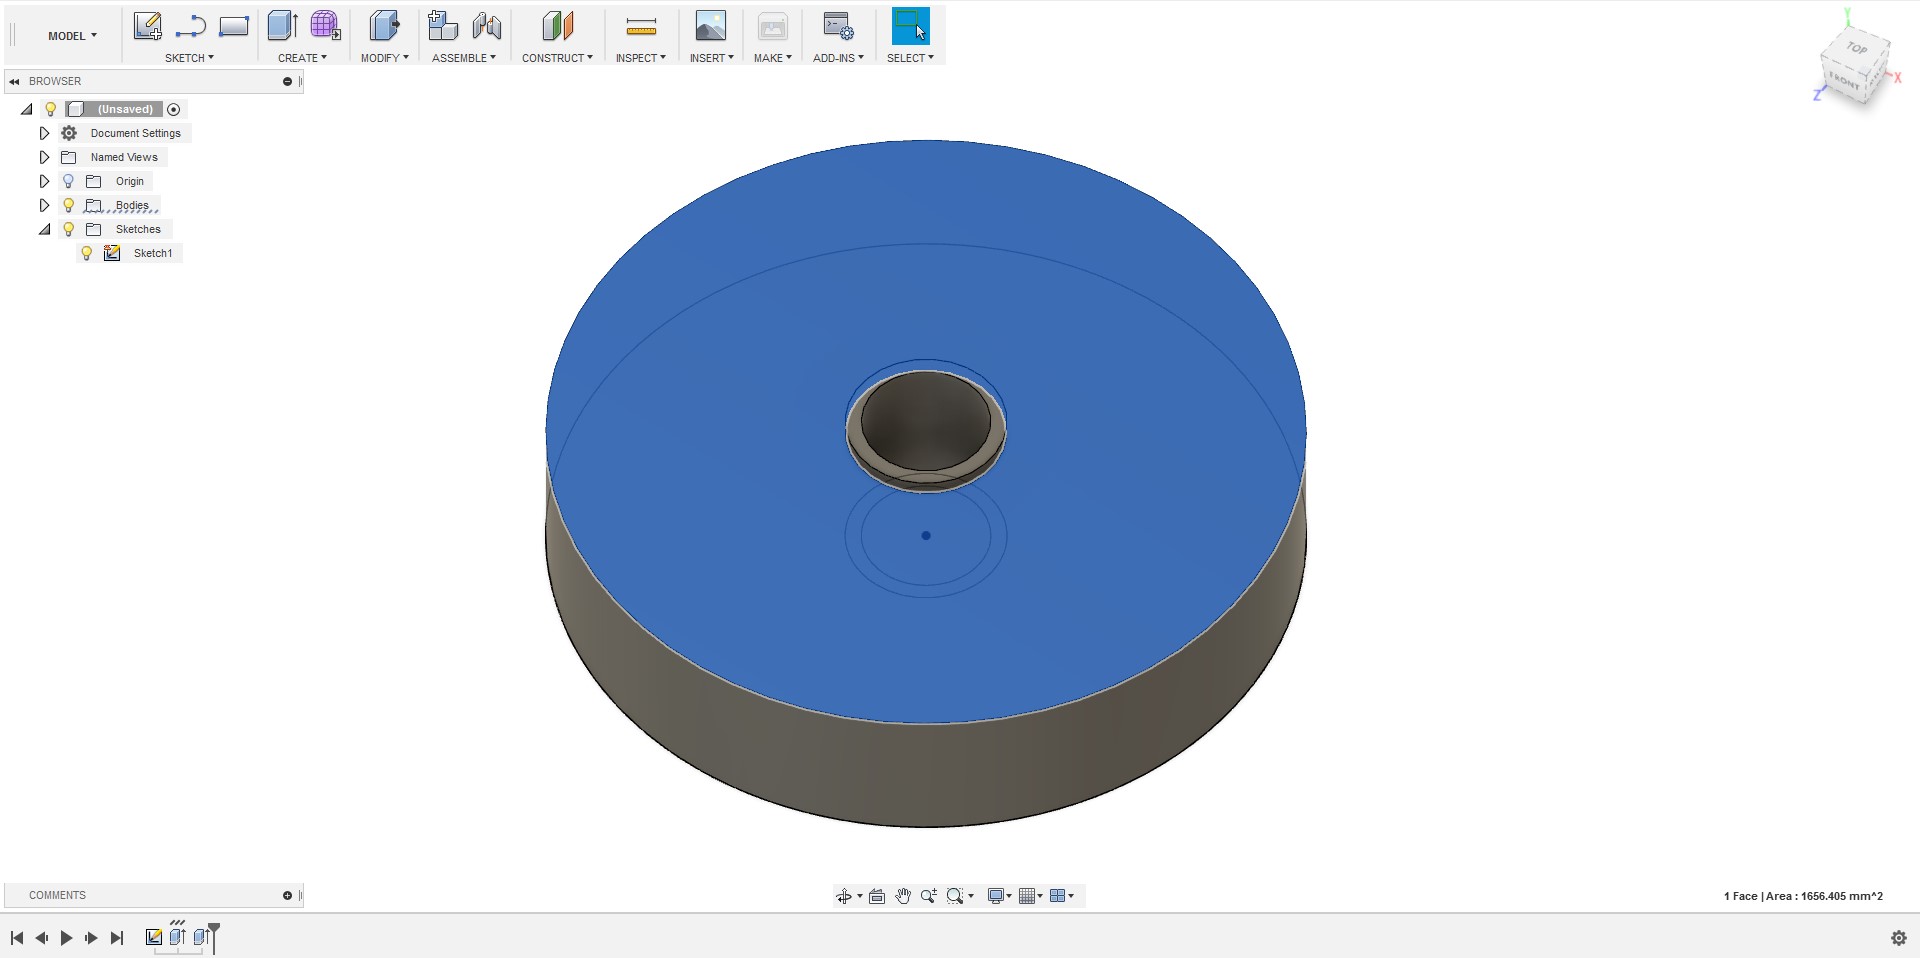 MODEL
SKETCH
CREATE
MODIFY
ASSEMBLE
CONSTRUCT
INSPECT
INSERT
MAKE
ADD-INS
SELECT
BROWSER
(Unsaved)
Document Settings
Named Views
Origin
Bodies
Sketches
Sketch1
Y
TOP
FRONT
X
Z
COMMENTS
1 Face | Area : 1656.405 mm^2